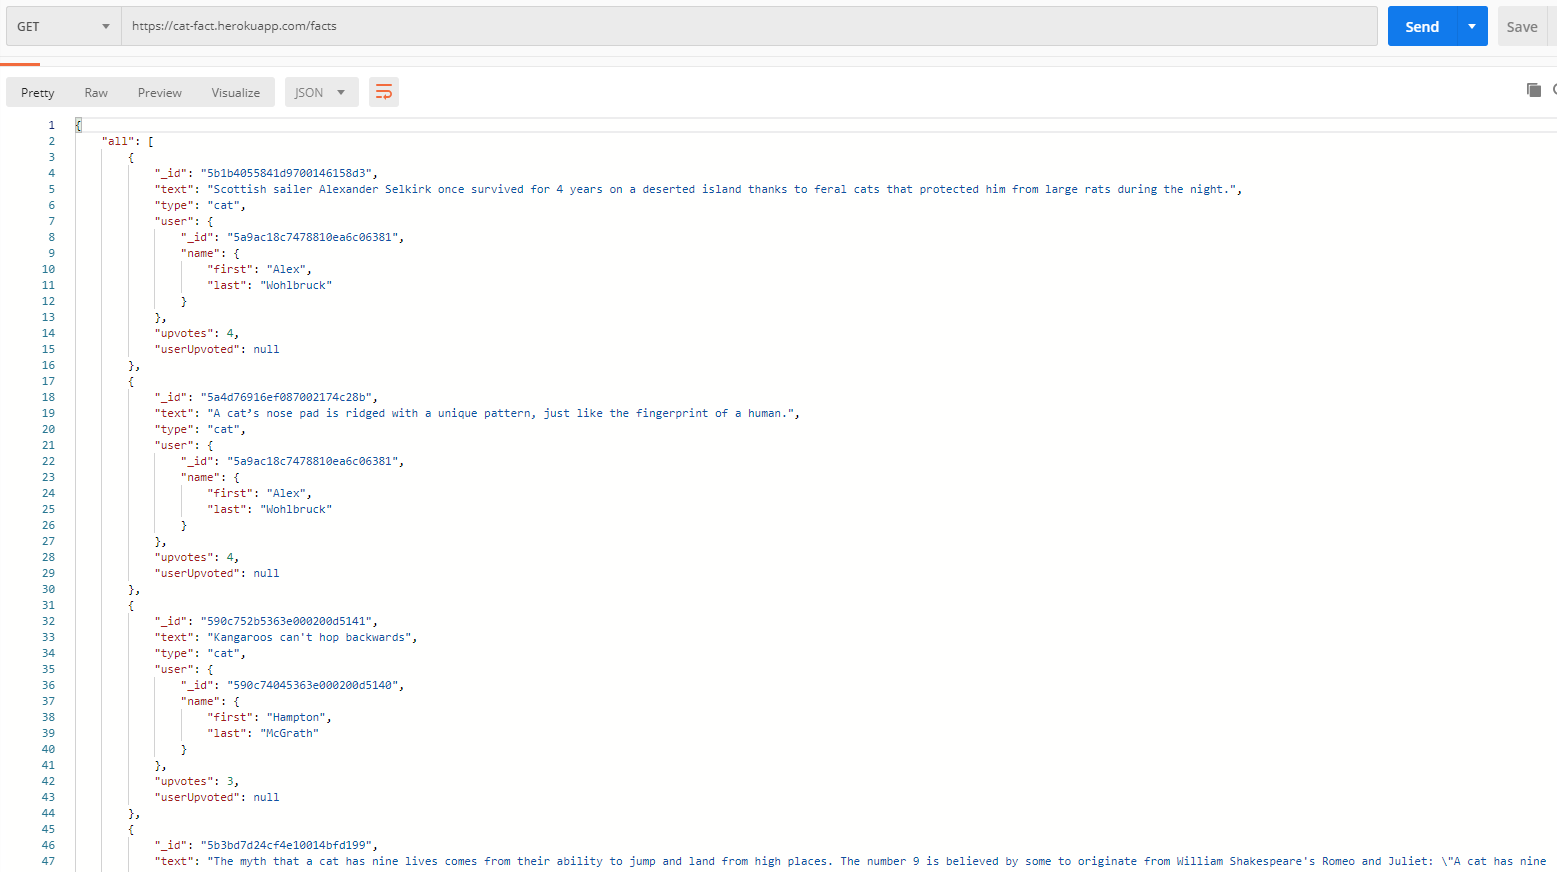 GET https://cat-fact.herokuapp.com/facts Send Save
Pretty Raw Preview Visualize JSON
1 {
2 "all": [
3 {
4 "_id": "5b1b4055841d9700146158d3",
5 "text": "Scottish sailer Alexander Selkirk once survived for 4 years on a deserted island thanks to feral cats that protected him from large rats during the night.",
6 "type": "cat",
7 "user": {
8 "_id": "5a9ac18c7478810ea6c06381",
9 "name": {
10 "first": "Alex",
11 "last": "Wohlbruck"
12 }
13 },
14 "upvotes": 4,
15 "userUpvoted": null
16 },
17 {
18 "_id": "5a4d76916ef087002174c28b",
19 "text": "A cat’s nose pad is ridged with a unique pattern, just like the fingerprint of a human.",
20 "type": "cat",
21 "user": {
22 "_id": "5a9ac18c7478810ea6c06381",
23 "name": {
24 "first": "Alex",
25 "last": "Wohlbruck"
26 }
27 },
28 "upvotes": 4,
29 "userUpvoted": null
30 },
31 {
32 "_id": "590c752b5363e000200d5141",
33 "text": "Kangaroos can't hop backwards",
34 "type": "cat",
35 "user": {
36 "_id": "590c74045363e000200d5140",
37 "name": {
38 "first": "Hampton",
39 "last": "McGrath"
40 }
41 },
42 "upvotes": 3,
43 "userUpvoted": null
44 },
45 {
46 "_id": "5b3bd7d24cf4e10014bfd199",
47 "text": "The myth that a cat has nine lives comes from their ability to jump and land from high places. The number 9 is believed by some to originate from William Shakespeare's Romeo and Juliet: \"A cat has nine